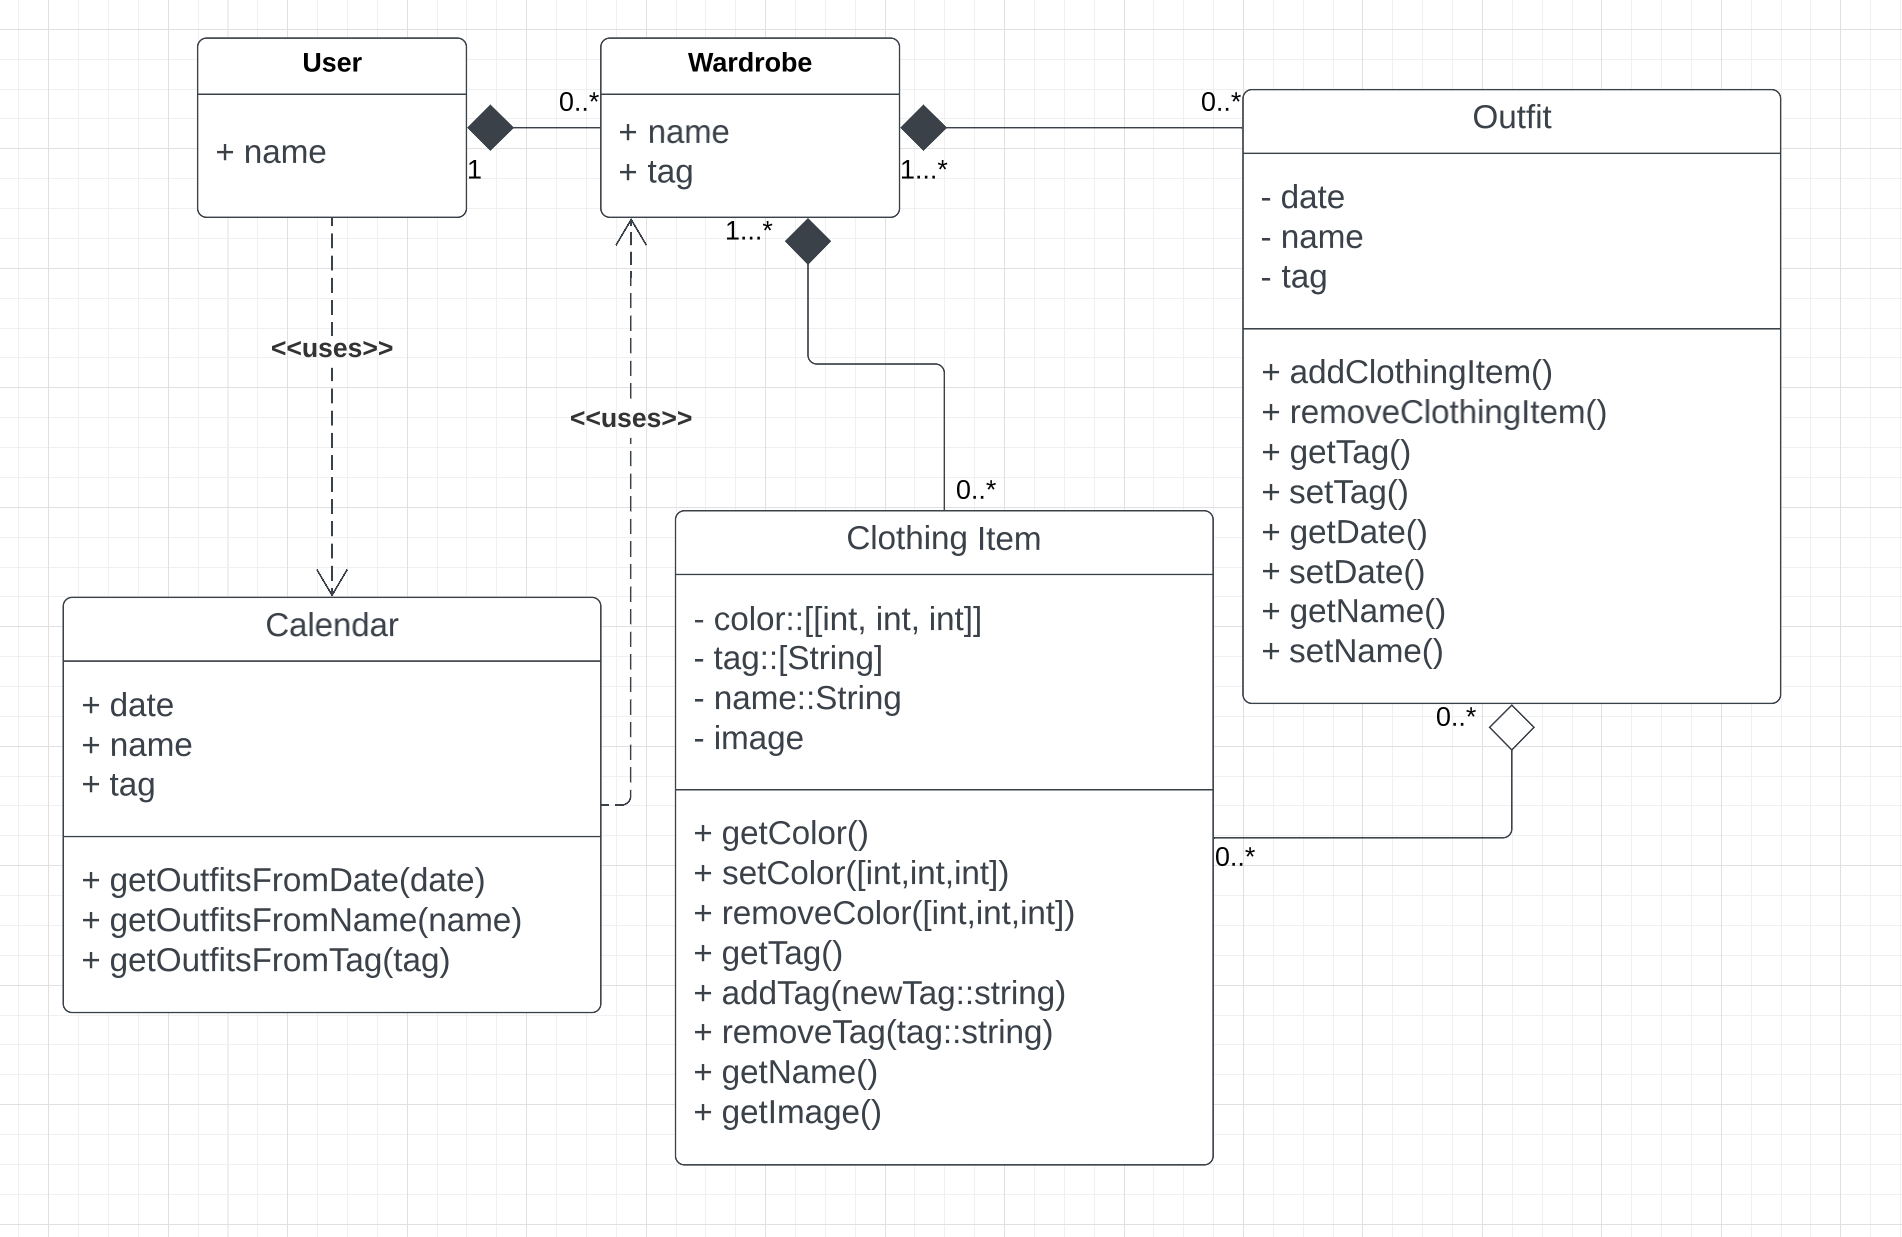 User
+ name
1
0..*
Wardrobe
+ name
+ tag
1...*
0..*
1...*
Outfit
- date
- name
- tag
+ addClothingItem()
+ removeClothingItem()
+ getTag()
+ setTag()
+ getDate()
+ setDate()
+ getName()
+ setName()
<<uses>>
<<uses>>
0..*
Clothing Item
- color::[[int, int, int]]
- tag::[String]
- name::String
- image
+ getColor()
+ setColor([int,int,int])
+ removeColor([int,int,int])
+ getTag()
+ addTag(newTag::string)
+ removeTag(tag::string)
+ getName()
+ getImage()
0..*
0..*
Calendar
+ date
+ name
+ tag
+ getOutfitsFromDate(date)
+ getOutfitsFromName(name)
+ getOutfitsFromTag(tag)